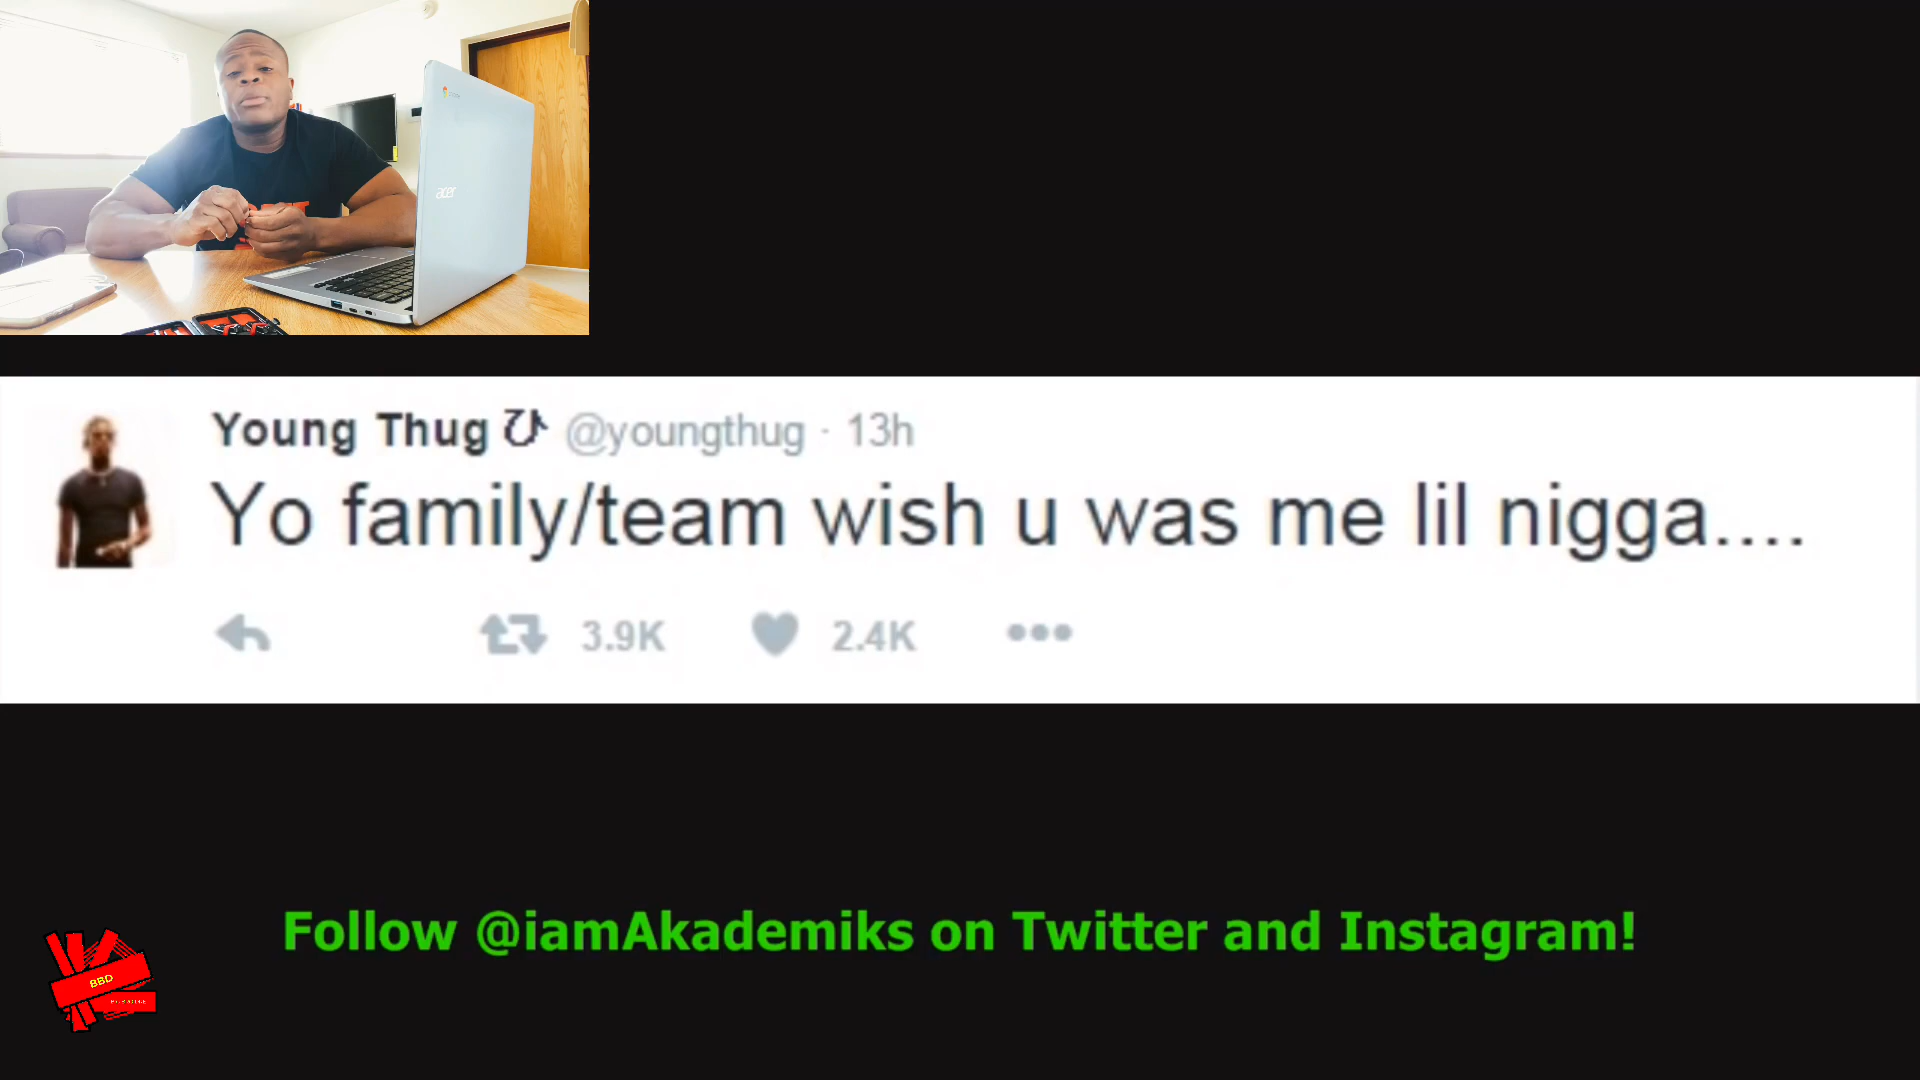 acer
Young Thug ひ @youngthug · 13h
Yo family/team wish u was me lil nigga....
3.9K 2.4K
Follow @iamAkademiks on Twitter and Instagram!
BBD